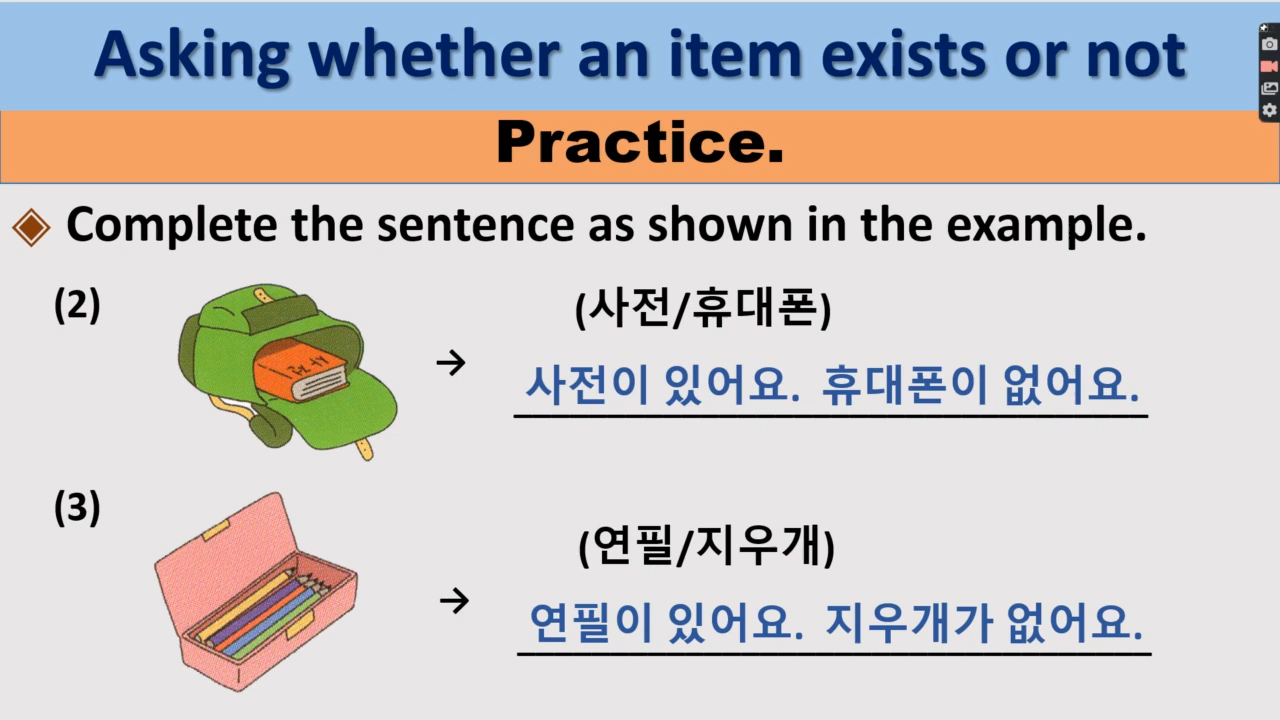 Asking whether an item exists or not
Practice.
Complete the sentence as shown in the example.
(2)
(사전/휴대폰)
→
사전이 있어요. 휴대폰이 없어요.
(3)
(연필/지우개)
→
연필이 있어요. 지우개가 없어요.